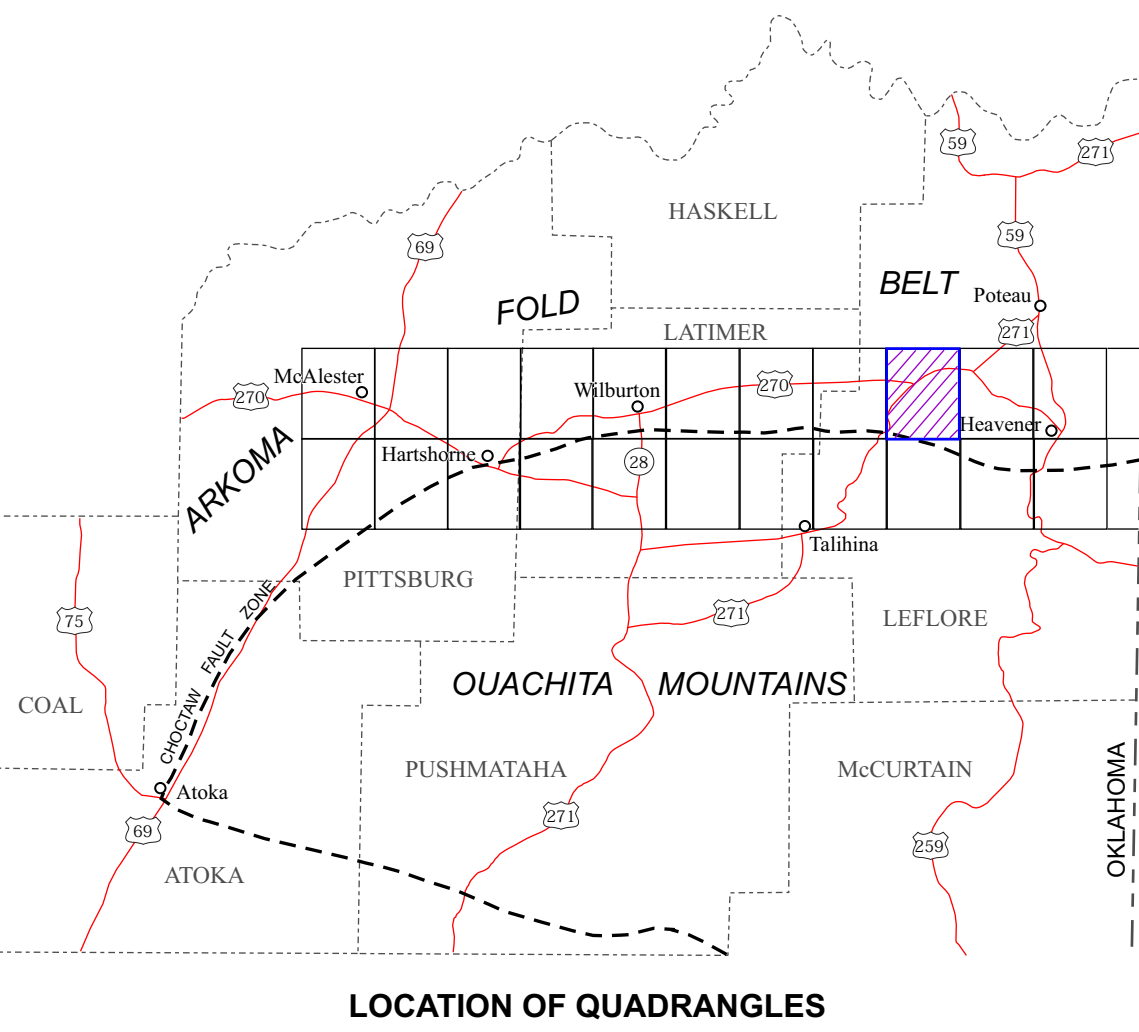 59
271
HASKELL
69
59
BELT
FOLD
Poteau
271
LATIMER
McAlester
270
Wilburton
270
Heavener
ARKOMA
Hartshorne
28
Talihina
PITTSBURG
CHOCTAW FAULT ZONE
75
271
LEFLORE
OUACHITA MOUNTAINS
COAL
PUSHMATAHA
McCURTAIN
Atoka
69
271
259
OKLAHOMA
ATOKA
LOCATION OF QUADRANGLES